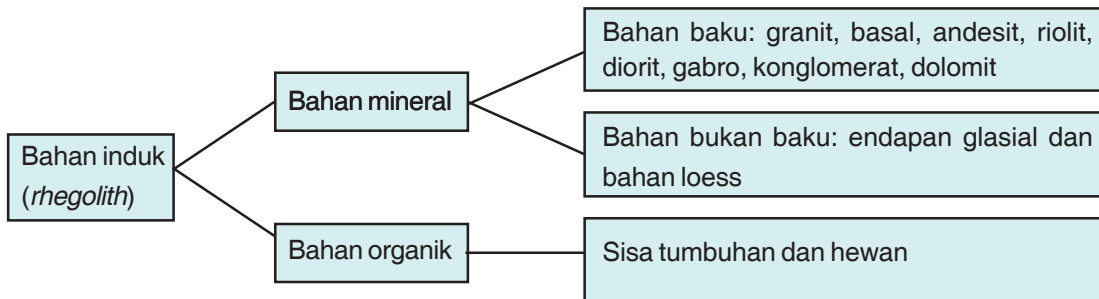 Bahan baku: granit, basal, andesit, riolit,
diorit, gabro, konglomerat, dolomit
Bahan mineral
Bahan bukan baku: endapan glasial dan
bahan loess
Bahan induk
(rhegolith)
Bahan organik
Sisa tumbuhan dan hewan